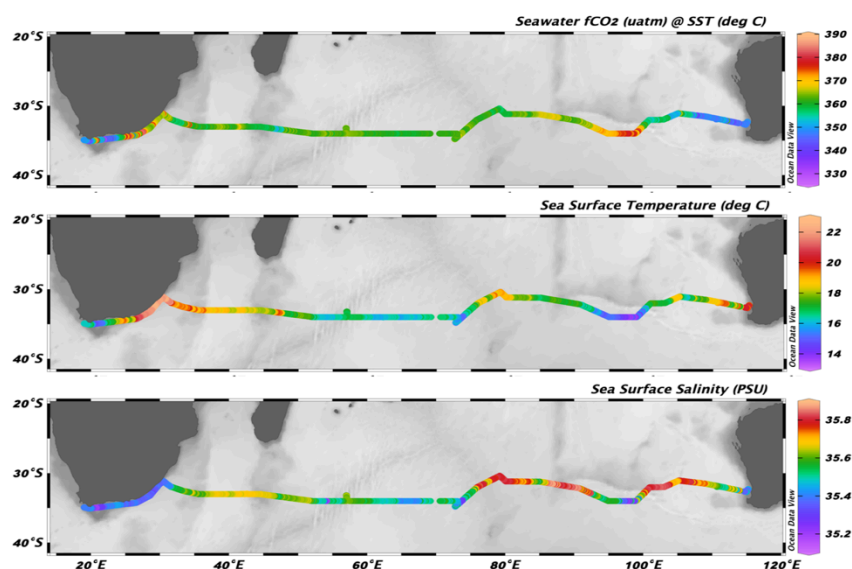 Seawater fCO2 (uatm) @ SST (deg C)
20°S
30°S
40°S
390
380
370
360
350
340
330
Ocean Data View
Sea Surface Temperature (deg C)
20°S
30°S
40°S
22
20
18
16
14
Ocean Data View
Sea Surface Salinity (PSU)
20°S
30°S
40°S
35.8
35.6
35.4
35.2
Ocean Data View
20°E 40°E 60°E 80°E 100°E 120°E